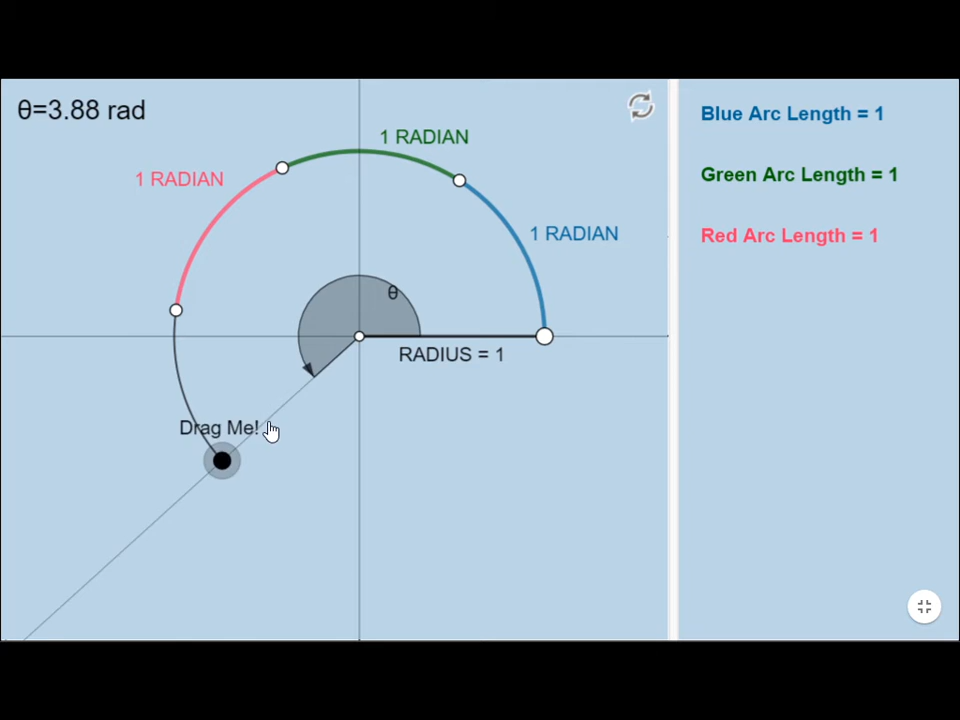 θ=3.88 rad
1 RADIAN
1 RADIAN
1 RADIAN
θ
RADIUS = 1
Drag Me!
Blue Arc Length = 1
Green Arc Length = 1
Red Arc Length = 1